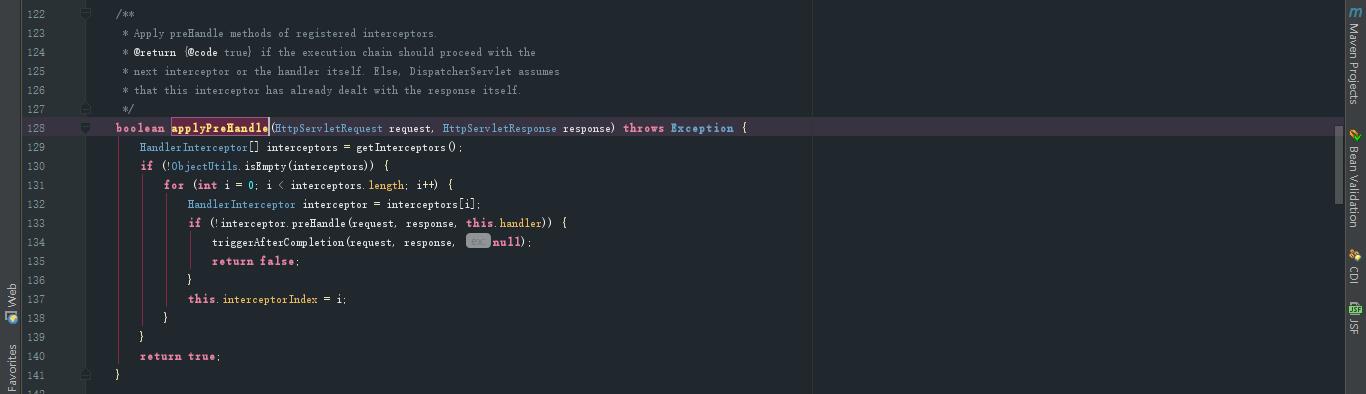 122 /**
123 * Apply preHandle methods of registered interceptors.
124 * @return {@code true} if the execution chain should proceed with the
125 * next interceptor or the handler itself. Else, DispatcherServlet assumes
126 * that this interceptor has already dealt with the response itself.
127 */
128 boolean applyPreHandle(HttpServletRequest request, HttpServletResponse response) throws Exception {
129 HandlerInterceptor[] interceptors = getInterceptors();
130 if (!ObjectUtils.isEmpty(interceptors)) {
131 for (int i = 0; i < interceptors.length; i++) {
132 HandlerInterceptor interceptor = interceptors[i];
133 if (!interceptor.preHandle(request, response, this.handler)) {
134 triggerAfterCompletion(request, response, ex: null);
135 return false;
136 }
137 this.interceptorIndex = i;
138 }
139 }
140 return true;
141 }
Web
Favorites
m
Maven Projects
Bean Validation
CDI
JSF
JSF